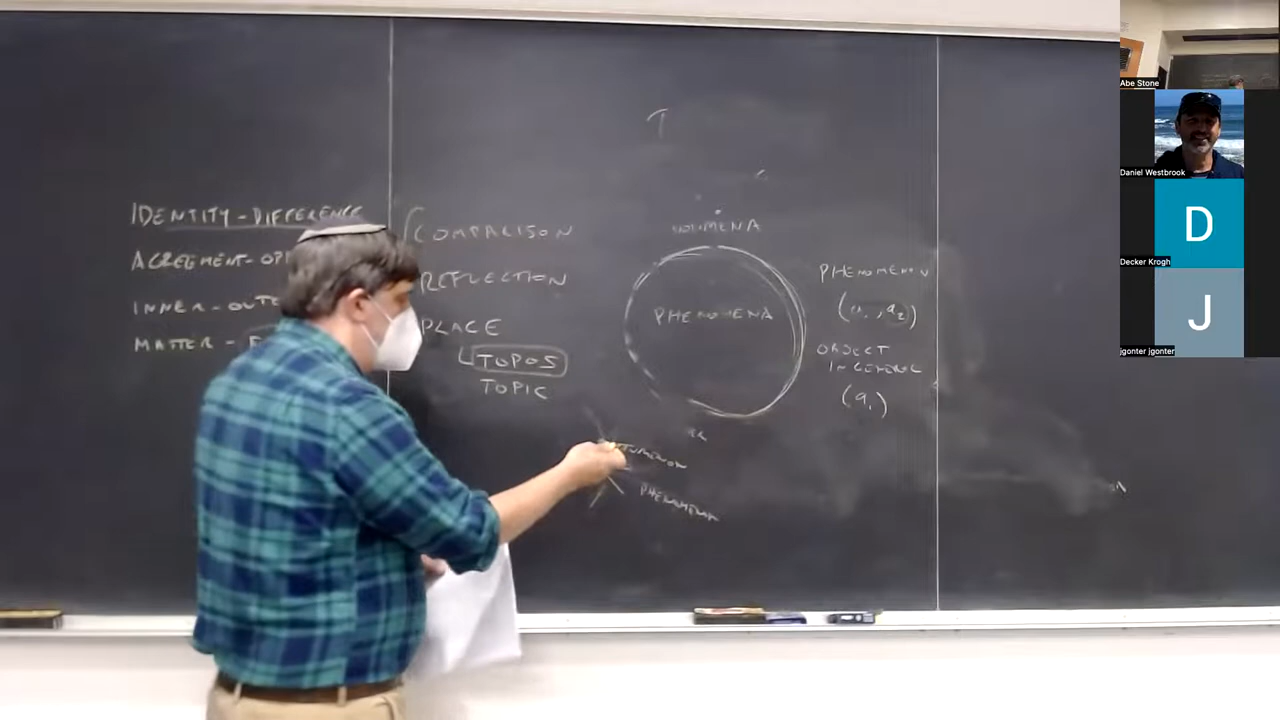 IDENTITY-DIFFERENCE
AGREEMENT-OP
INNER-OUTE
MATTER-F
COMPARISON
REFLECTION
PLACE
TOPOS
TOPIC
T
NOUMENA
PHENOMENA
PHENOMENON
(a₁, a₂)
OBJECT
IN GENERAL
(a₁)
PHENOMENA
Abe Stone
Daniel Westbrook
D
Decker Krogh
J
jgonter jgonter